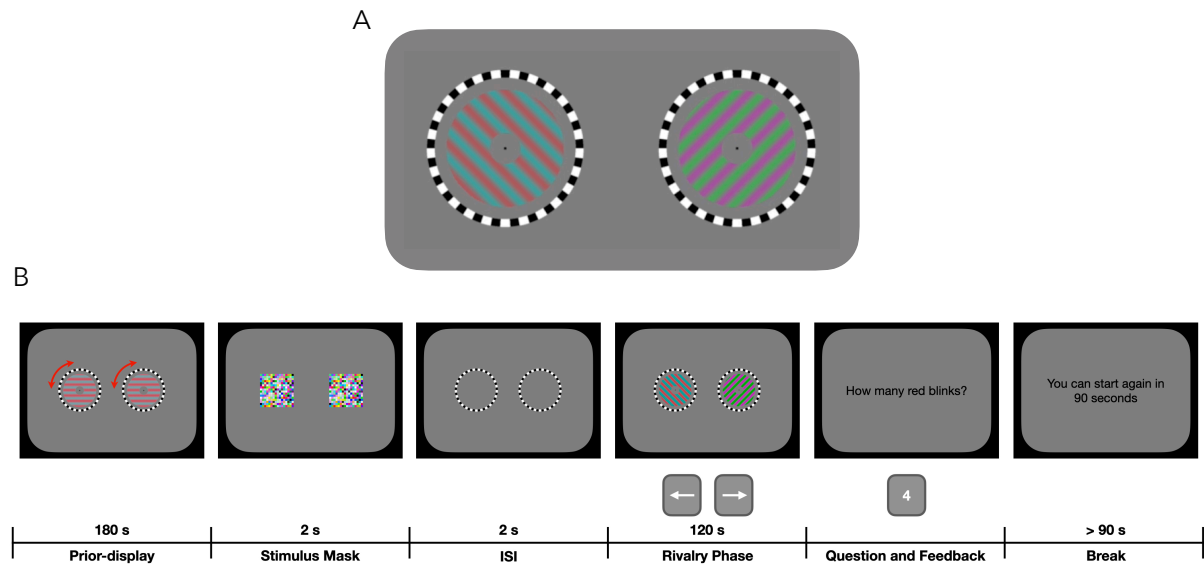 A
B
How many red blinks?
You can start again in
90 seconds
4
180 s
2 s
2 s
120 s
> 90 s
Prior-display
Stimulus Mask
ISI
Rivalry Phase
Question and Feedback
Break